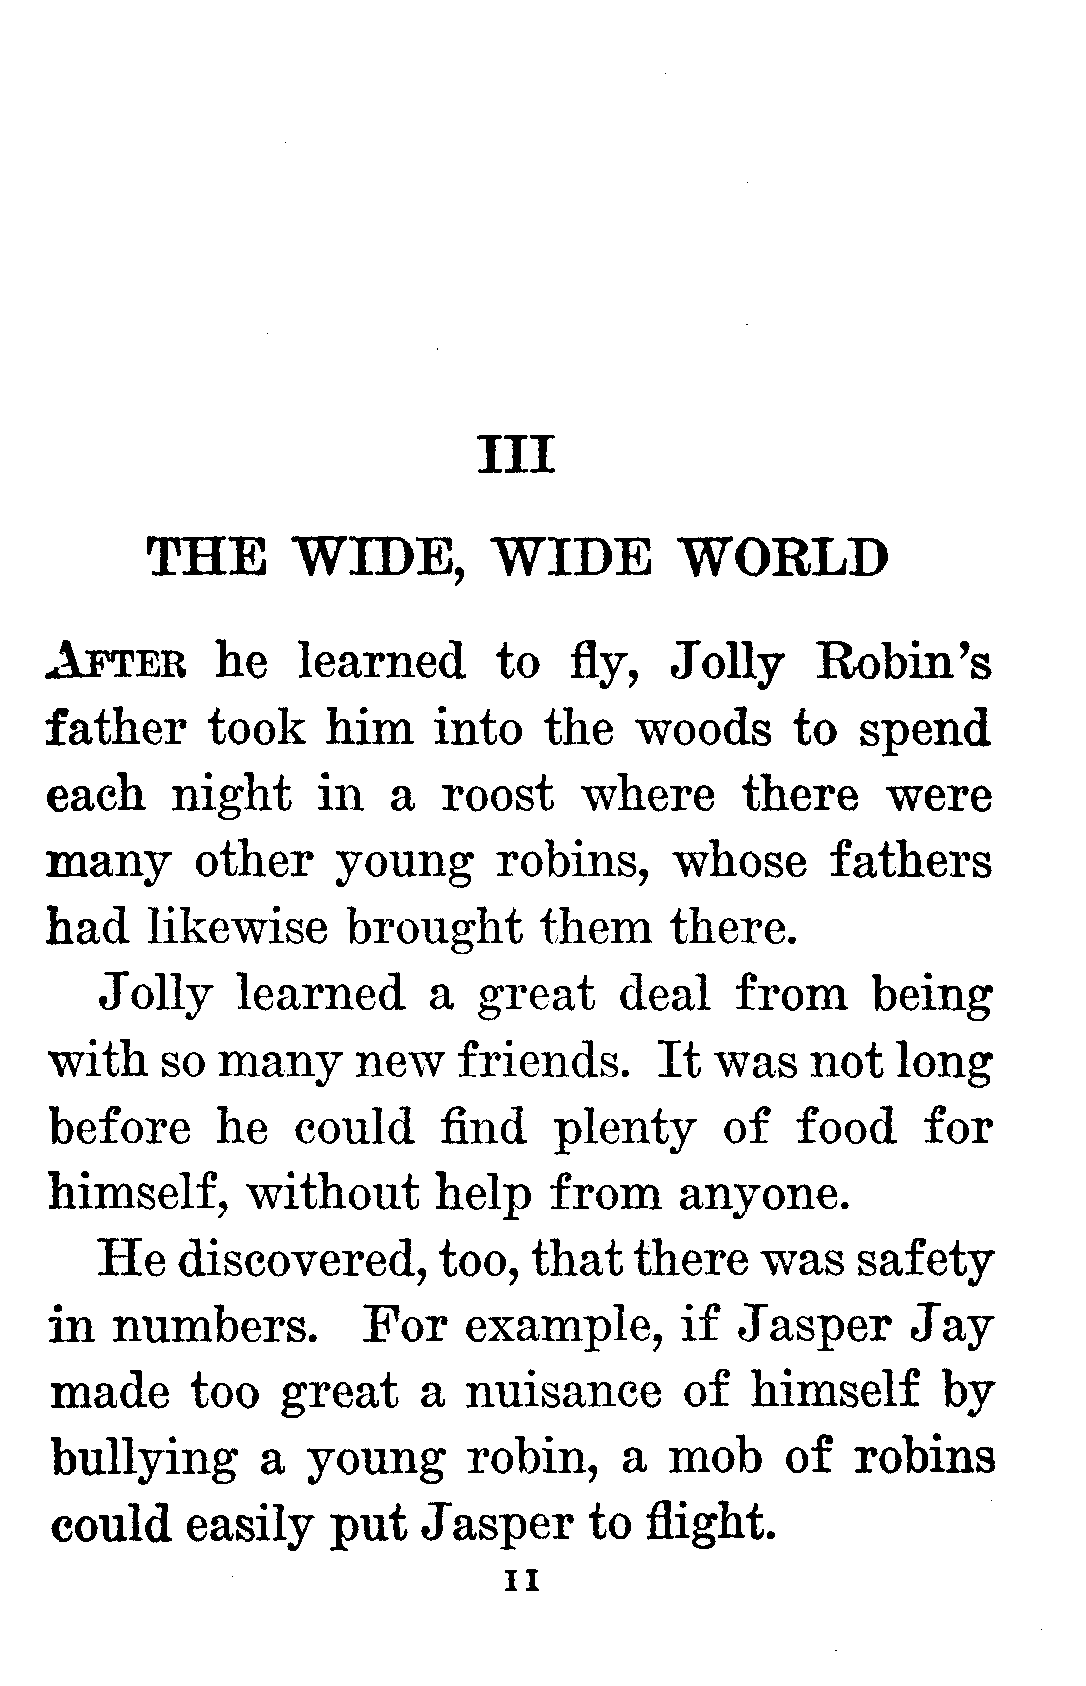 III
THE WIDE, WIDE WORLD
AFTER he learned to fly, Jolly Robin's
father took him into the woods to spend
each night in a roost where there were
many other young robins, whose fathers
had likewise brought them there.
Jolly learned a great deal from being
with so many new friends. It was not long
before he could find plenty of food for
himself, without help from anyone.
He discovered, too, that there was safety
in numbers. For example, if Jasper Jay
made too great a nuisance of himself by
bullying a young robin, a mob of robins
could easily put Jasper to flight.
11